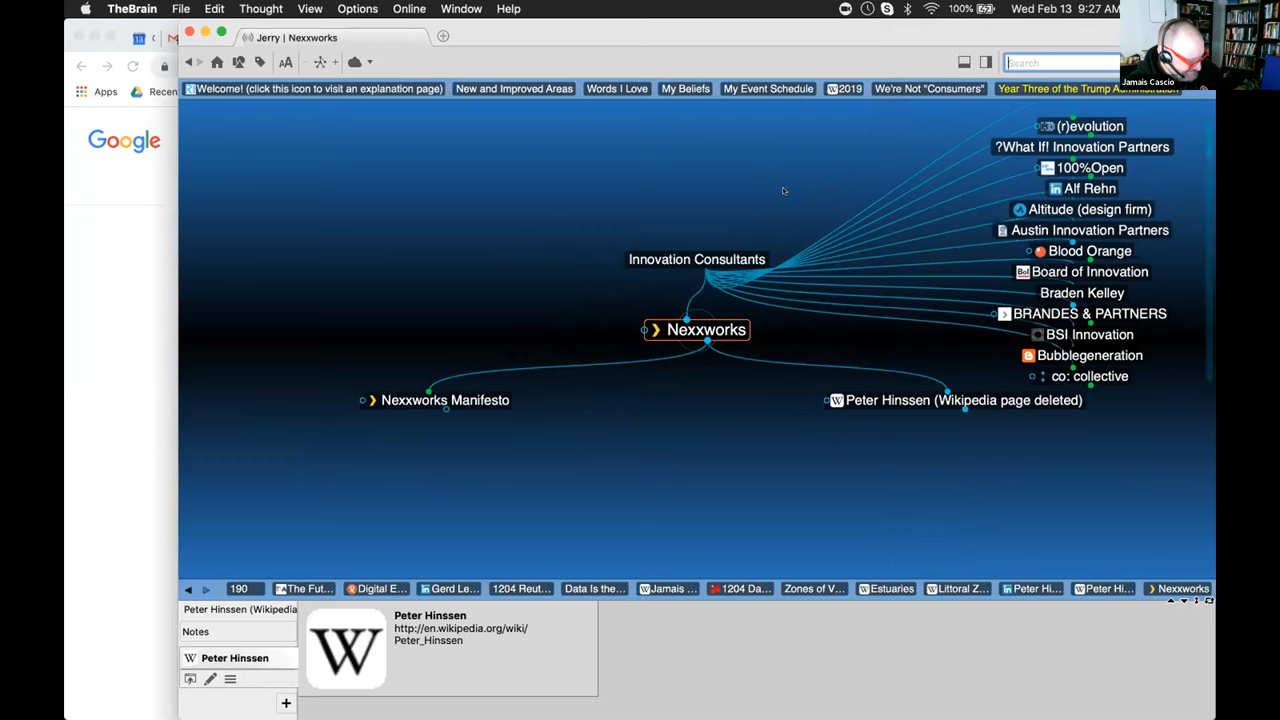 TheBrain File Edit Thought Options Online Window Help 100% Wed Feb 13 9:27 AM
Jerry | Nexxworks
AA
Search
Jamais Cascio
Apps
Recen
Welcome! (click this icon to visit an explanation page) New and Improved Areas Words I Love My Beliefs My Event Schedule 2019 We're Not "Consumers" Year Three of the Trump Administration
Google
(r)evolution
?What If! Innovation Partners
100%Open
Alf Rehn
Altitude (design firm)
Austin Innovation Partners
Blood Orange
Board of Innovation
Braden Kelley
BRANDES & PARTNERS
BSI Innovation
Bubblegeneration
co: collective
Innovation Consultants
Nexxworks
Nexxworks Manifesto
Peter Hinssen (Wikipedia page deleted)
190 The Fut... Digital E... Gerd Le... 1204 Reut... Data Is the... Jamais ... 1204 Da... Zones of V... Estuaries Littoral Z... Peter Hi... Peter Hi... Nexxworks
Peter Hinssen (Wikipedia
Notes
Peter Hinssen
Peter Hinssen
http://en.wikipedia.org/wiki/
Peter_Hinssen